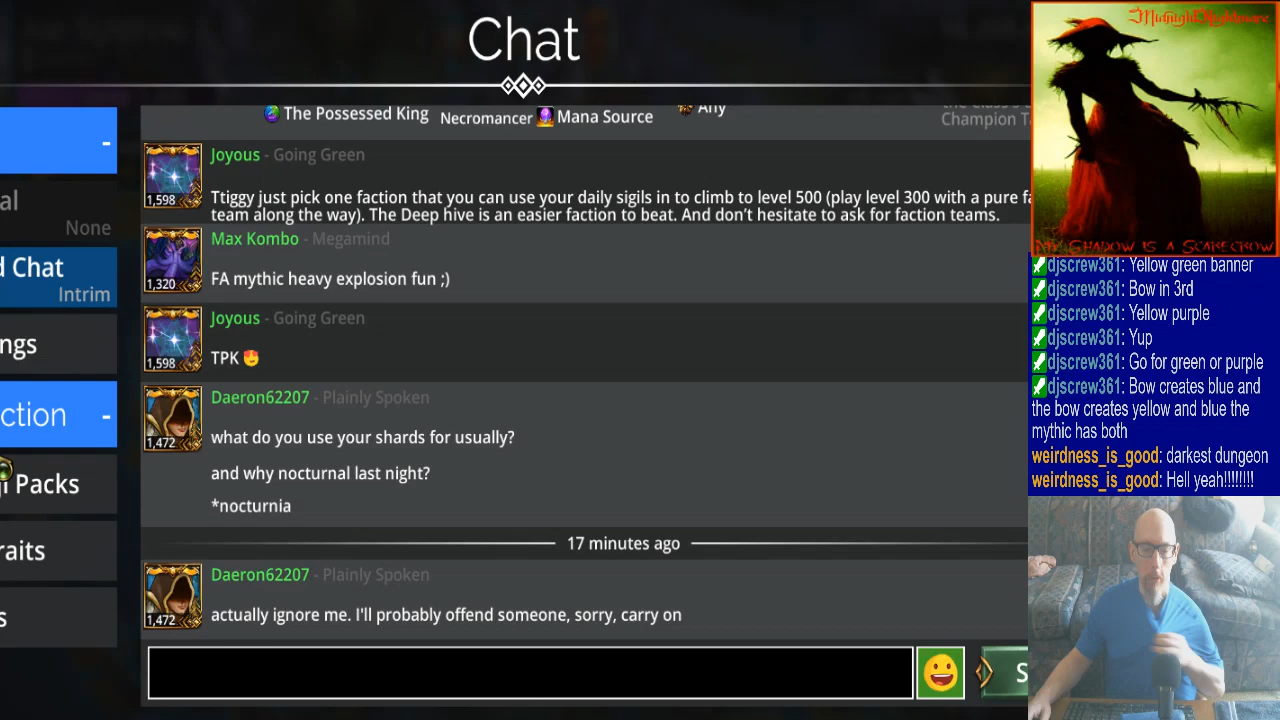 Chat
The Possessed King
Necromancer
Mana Source
Any
the Class's
Champion
-
al
None
d Chat
Intrim
ngs
ction -
i Packs
raits
s
Joyous - Going Green
1,598
Ttiggy just pick one faction that you can use your daily sigils in to climb to level 500 (play level 300 with a pure fa
team along the way). The Deep hive is an easier faction to beat. And don't hesitate to ask for faction teams.
Max Kombo - Megamind
1,320
FA mythic heavy explosion fun ;)
Joyous - Going Green
1,598
TPK 😍
Daeron62207 - Plainly Spoken
1,472
what do you use your shards for usually?
and why nocturnal last night?
*nocturnia
17 minutes ago
Daeron62207 - Plainly Spoken
1,472
actually ignore me. I'll probably offend someone, sorry, carry on
S
MidnightNightmare
My Shadow is a Scarecrow
djscrew361: Yellow green banner
djscrew361: Bow in 3rd
djscrew361: Yellow purple
djscrew361: Yup
djscrew361: Go for green or purple
djscrew361: Bow creates blue and
the bow creates yellow and blue the
mythic has both
weirdness_is_good: darkest dungeon
weirdness_is_good: Hell yeah!!!!!!!!